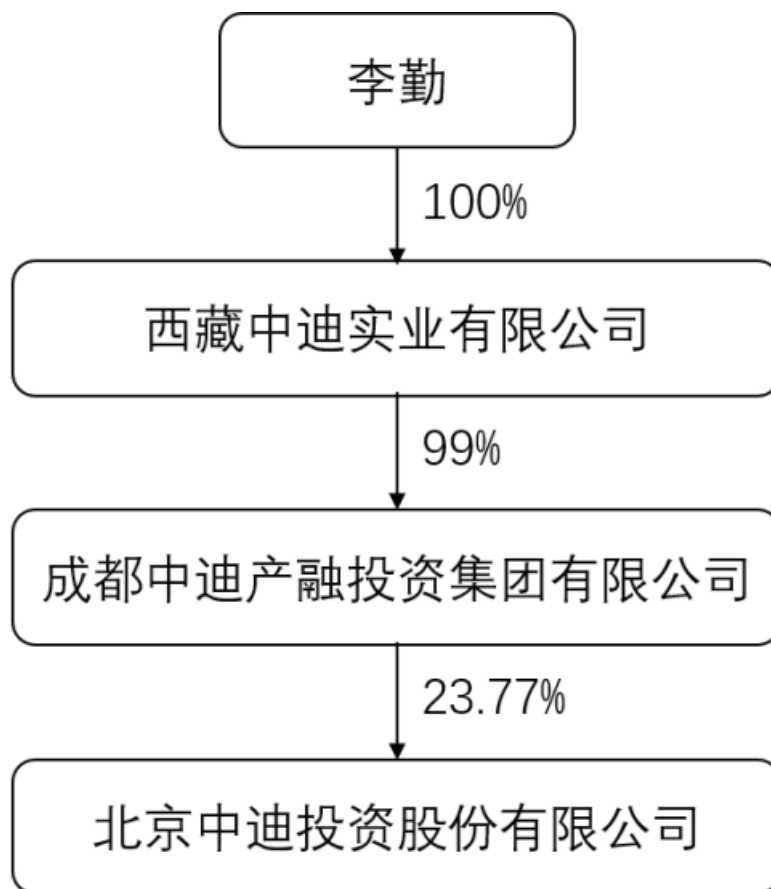 李勤
100%
西藏中迪实业有限公司
99%
成都中迪产融投资集团有限公司
23.77%
北京中迪投资股份有限公司